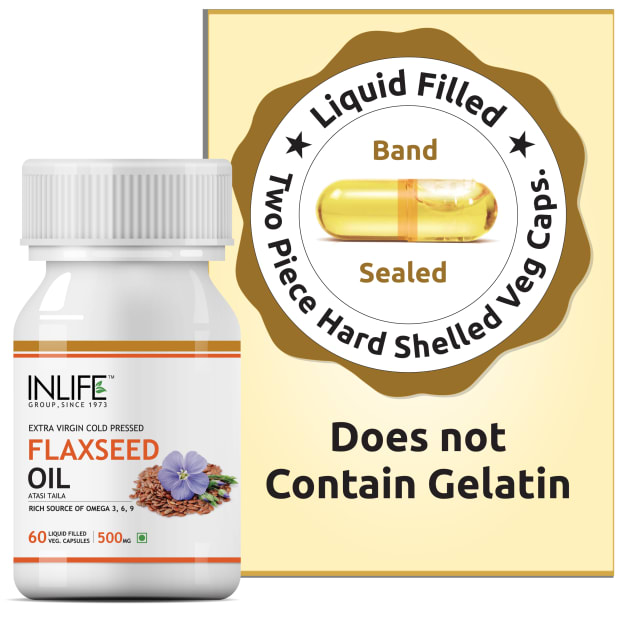 INLIFE™
GROUP, SINCE 1973
EXTRA VIRGIN COLD PRESSED
FLAXSEED
OIL
ATASI TAILA
RICH SOURCE OF OMEGA 3, 6, 9
60 LIQUID FILLED VEG. CAPSULES | 500MG
★ Liquid Filled ★
Two Piece Hard Shelled Veg Caps.
Band
Sealed
Does not
Contain Gelatin